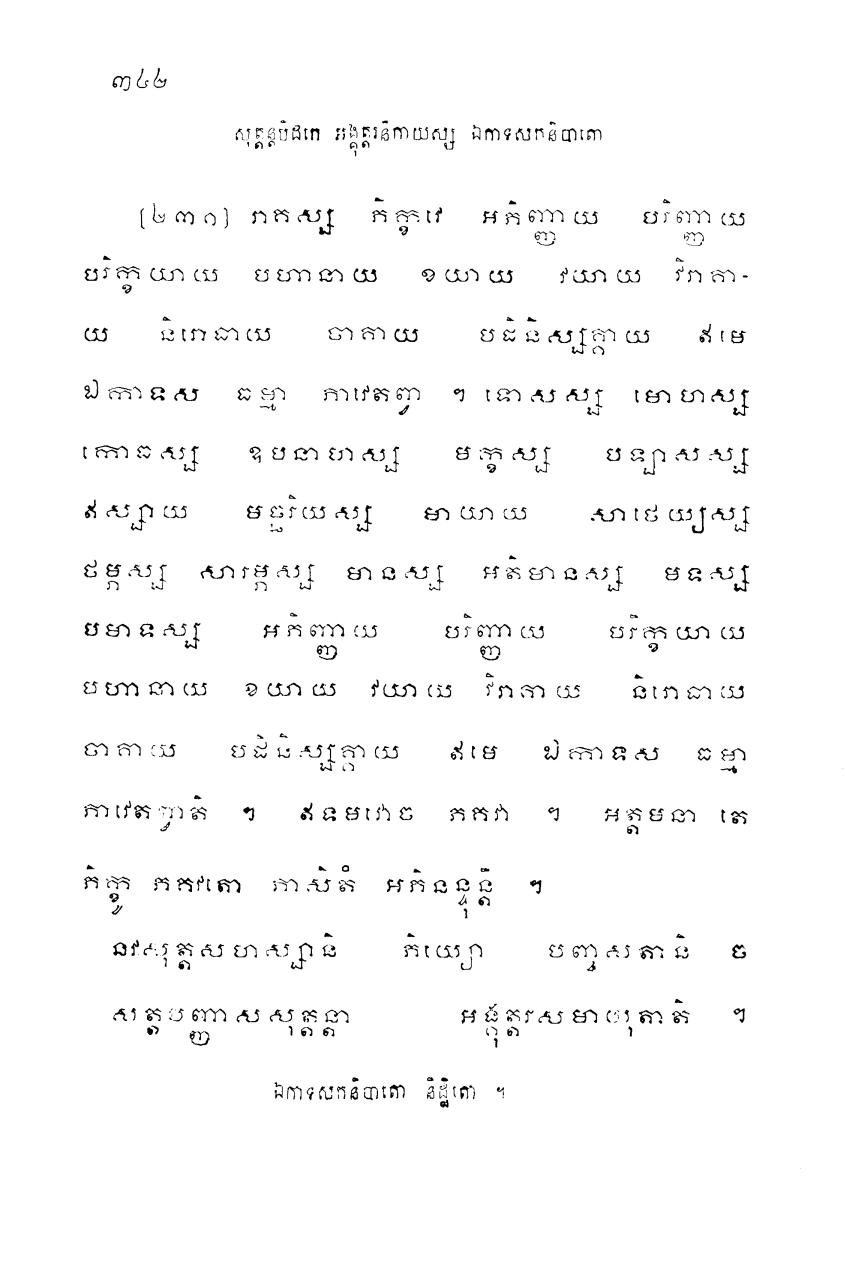 ៣៤២
សុត្តន្តបិដកេ អង្គុត្តរនិកាយស្ស ឯកាទសកនិបាតោ
[២៣១] រាគស្ស ភិក្ខវេ អភិញ្ញាយ បរិញ្ញាយ
បរិក្ខយាយ បហានាយ ខយាយ វយាយ វិរាគា-
យ និរោធាយ ចាគាយ បដិនិស្សគ្គាយ ឥមេ
ឯកាទស ធម្មា ភាវេតព្វា ។ ទោសស្ស មោហស្ស
កោធស្ស ឧបនាហស្ស មក្ខស្ស បឡាសស្ស
ឥស្សាយ មច្ឆរិយស្ស មាយាយ សាថេយ្យស្ស
ថម្ភស្ស សារម្ភស្ស មានស្ស អតិមានស្ស មទស្ស
បមាទស្ស អភិញ្ញាយ បរិញ្ញាយ បរិក្ខយាយ
បហានាយ ខយាយ វយាយ វិរាគាយ និរោធាយ
ចាគាយ បដិនិស្សគ្គាយ ឥមេ ឯកាទស ធម្មា
ភាវេតព្វាតិ ។ ឥទមវោច ភគវា ។ អត្តមនា តេ
ភិក្ខូ ភគវតោ ភាសិតំ អភិនន្ទុន្តិ ។
នវសុត្តសហស្សានិ ភិយ្យោ បញ្ចសតានិ ច
សត្តបញ្ញាសសុត្តន្តា អង្គុត្តរសមាយុតាតិ ។
ឯកាទសកនិបាតោ និដ្ឋិតោ ។